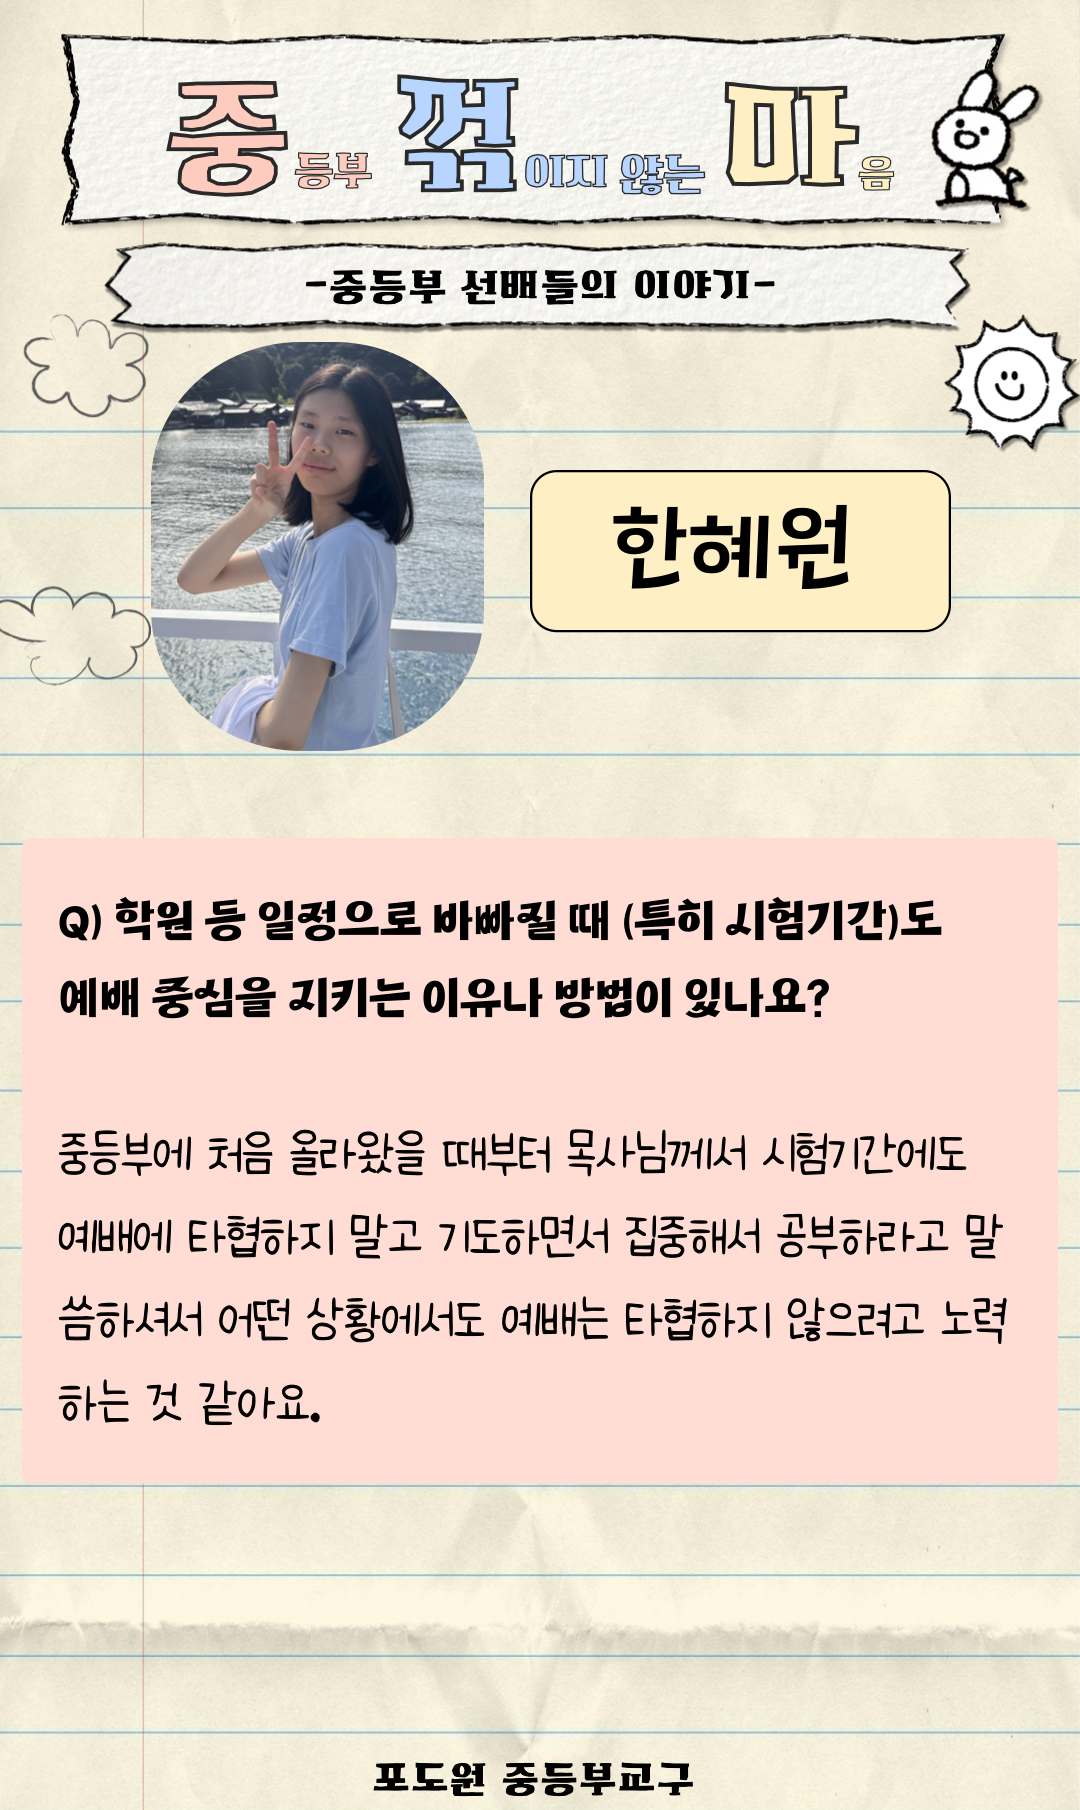 중등부 꺾이지 않는 마음
-중등부 선배들의 이야기-
한혜원
Q) 학원 등 일정으로 바빠질 때 (특히 시험기간)도
예배 중심을 지키는 이유나 방법이 있나요?
중등부에 처음 올라왔을 때부터 목사님께서 시험기간에도
예배에 타협하지 말고 기도하면서 집중해서 공부하라고 말
씀하셔서 어떤 상황에서도 예배는 타협하지 않으려고 노력
하는 것 같아요.
포도원 중등부교구